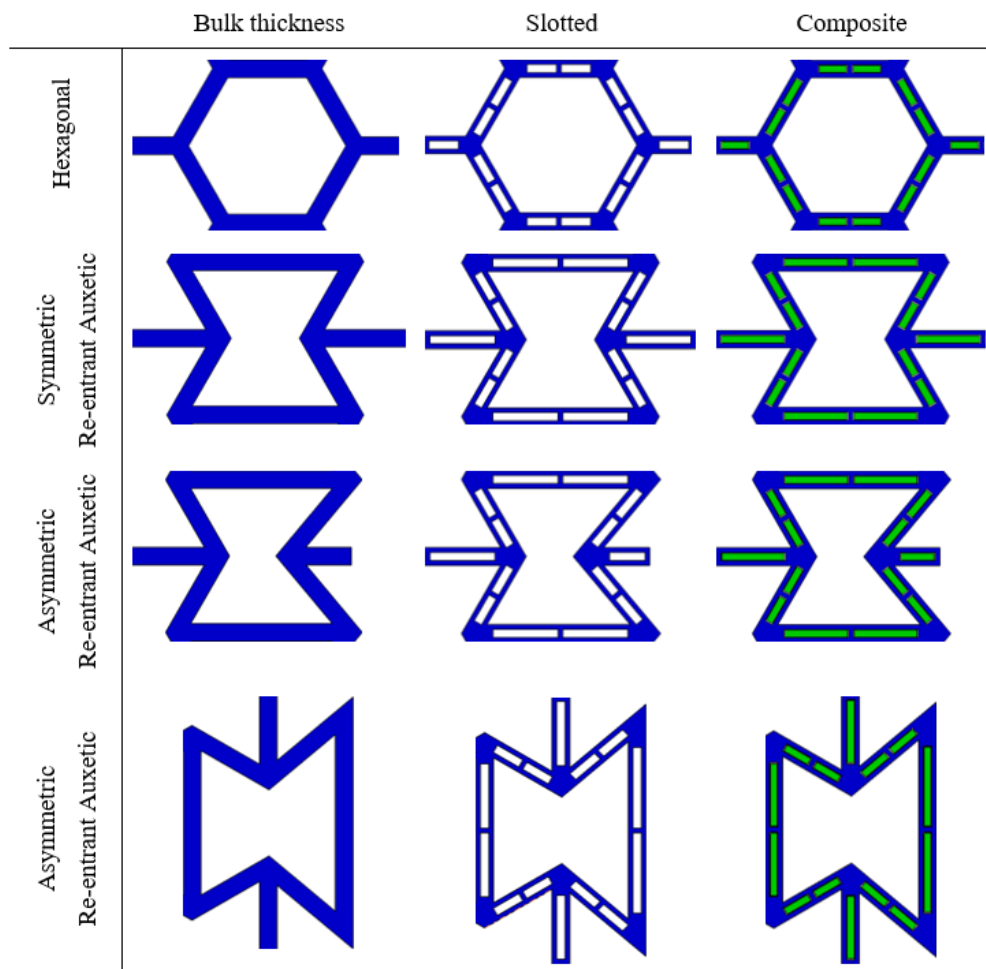 Bulk thickness
Slotted
Composite
Hexagonal
Symmetric
Re-entrant Auxetic
Asymmetric
Re-entrant Auxetic
Asymmetric
Re-entrant Auxetic